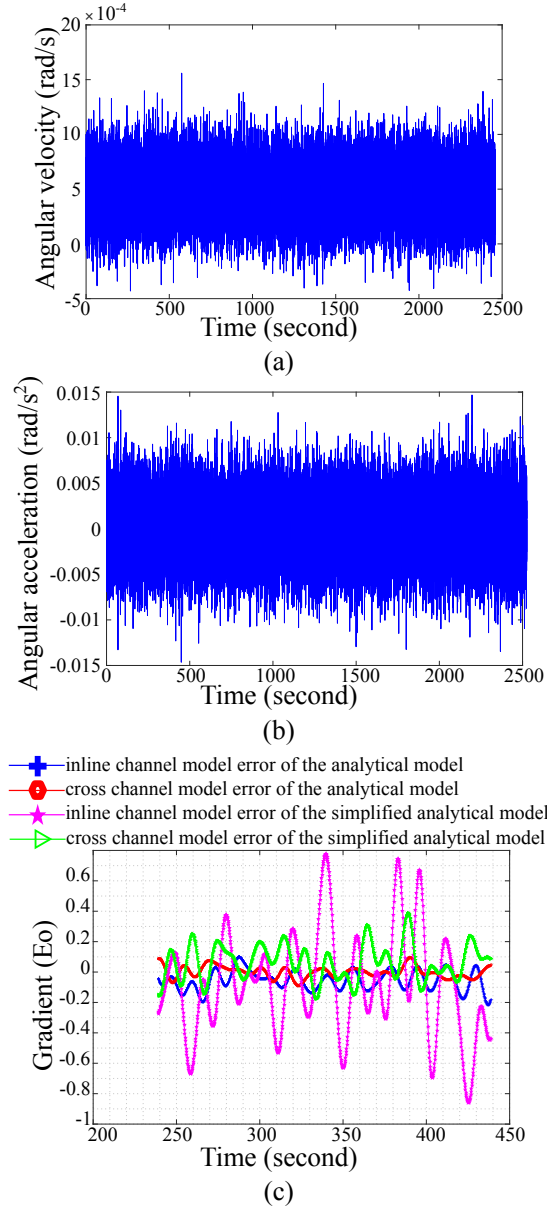 20 ×10-4
15
10
5
0
-5
Angular velocity (rad/s)
0 500 1000 1500 2000 2500
Time (second)
(a)
0.015
0.01
0.005
0
-0.005
-0.01
-0.015
Angular acceleration (rad/s²)
0 500 1000 1500 2000 2500
Time (second)
(b)
inline channel model error of the analytical model
cross channel model error of the analytical model
inline channel model error of the simplified analytical model
cross channel model error of the simplified analytical model
0.6
0.4
0.2
0
-0.2
-0.4
-0.6
-0.8
-1
Gradient (Eo)
200 250 300 350 400 450
Time (second)
(c)